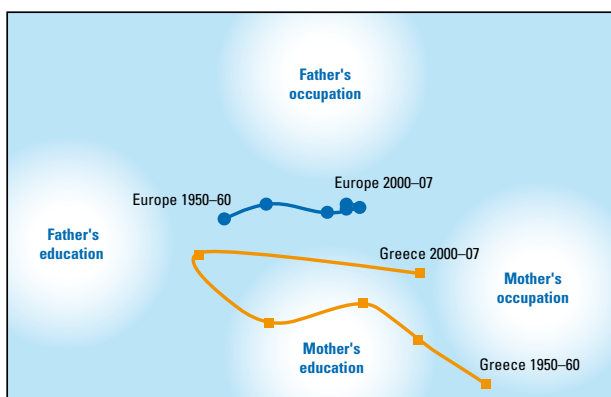 Father's
occupation
Europe 2000–07
Europe 1950–60
Father's
education
Greece 2000–07
Mother's
occupation
Mother's
education
Greece 1950–60